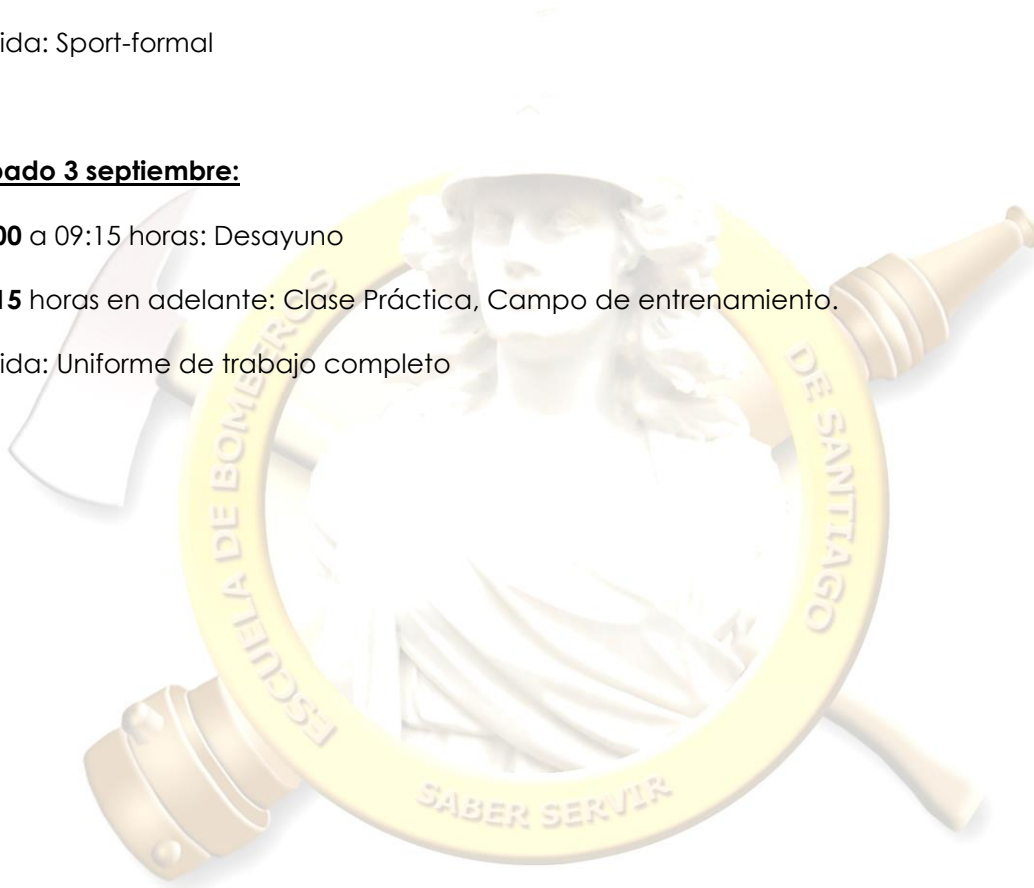 ida: Sport-formal
bado 3 septiembre:
00 a 09:15 horas: Desayuno
15 horas en adelante: Clase Práctica, Campo de entrenamiento.
ida: Uniforme de trabajo completo
ESCUELA DE BOMBEROS
DE SANTIAGO
SABER SERVIR